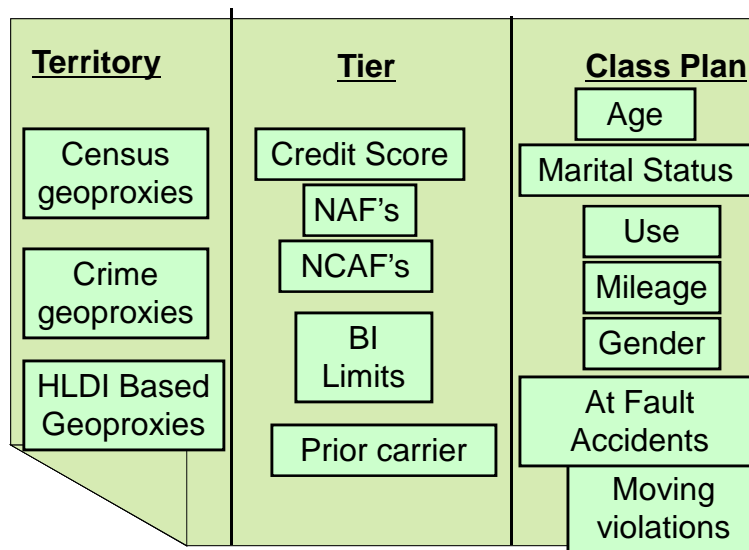 Territory
Census
geoproxies
Crime
geoproxies
HLDI Based
Geoproxies
Tier
Credit Score
NAF's
NCAF's
BI
Limits
Prior carrier
Class Plan
Age
Marital Status
Use
Mileage
Gender
At Fault
Accidents
Moving
violations